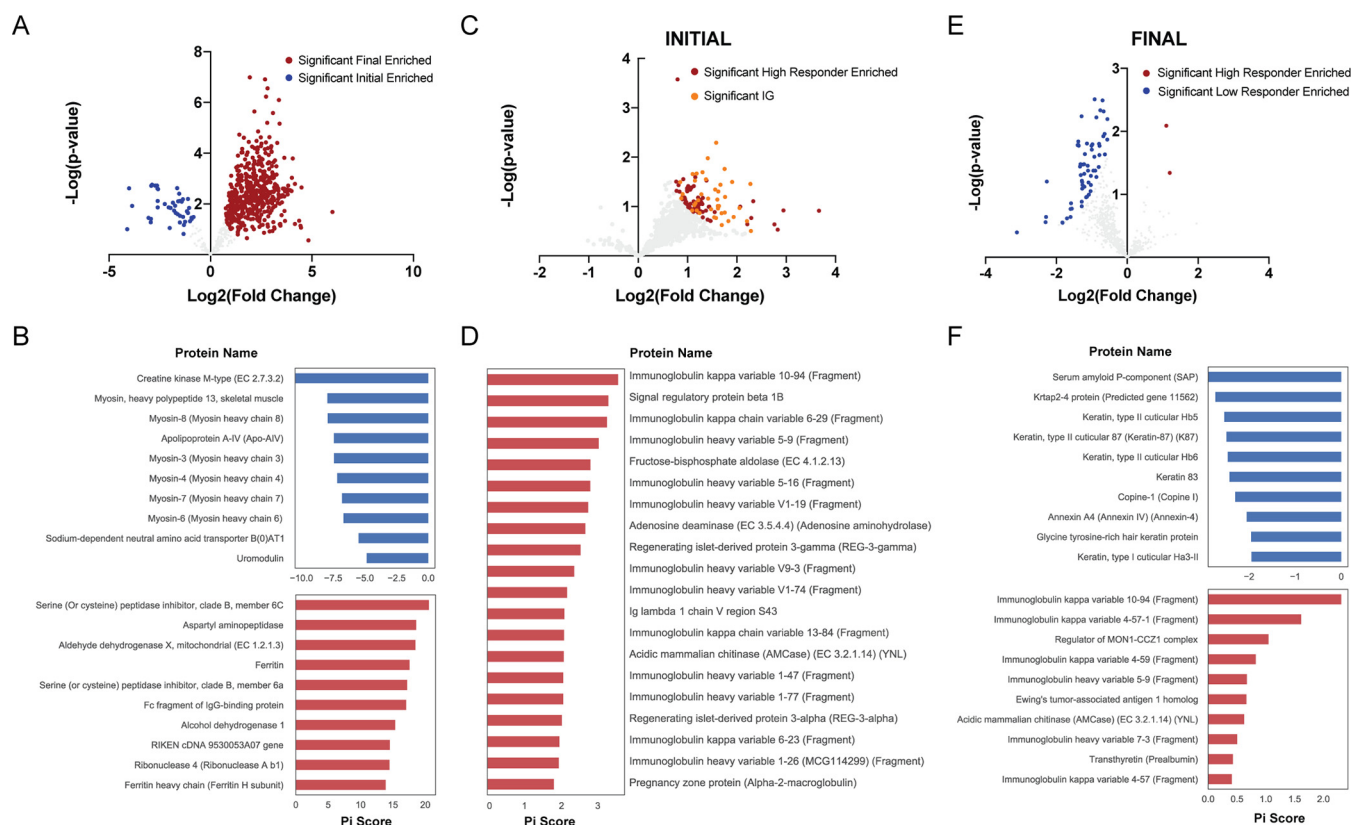 A
Significant Final Enriched
Significant Initial Enriched
8
6
4
2
-5
0
5
10
-Log(p-value)
Log2(Fold Change)
C
INITIAL
Significant High Responder Enriched
Significant IG
4
3
2
1
-2
-1
0
1
2
3
4
-Log(p-value)
Log2(Fold Change)
E
FINAL
Significant High Responder Enriched
Significant Low Responder Enriched
3
2
1
-4
-2
0
2
4
-Log(p-value)
Log2(Fold Change)
B
Protein Name
Creatine kinase M-type (EC 2.7.3.2)
Myosin, heavy polypeptide 13, skeletal muscle
Myosin-8 (Myosin heavy chain 8)
Apolipoprotein A-IV (Apo-AIV)
Myosin-3 (Myosin heavy chain 3)
Myosin-4 (Myosin heavy chain 4)
Myosin-7 (Myosin heavy chain 7)
Myosin-6 (Myosin heavy chain 6)
Sodium-dependent neutral amino acid transporter B(0)AT1
Uromodulin
−10.0 −7.5 −5.0 −2.5 0.0
Serine (Or cysteine) peptidase inhibitor, clade B, member 6C
Aspartyl aminopeptidase
Aldehyde dehydrogenase X, mitochondrial (EC 1.2.1.3)
Ferritin
Serine (or cysteine) peptidase inhibitor, clade B, member 6a
Fc fragment of IgG-binding protein
Alcohol dehydrogenase 1
RIKEN cDNA 9530053A07 gene
Ribonuclease 4 (Ribonuclease A b1)
Ferritin heavy chain (Ferritin H subunit)
0 5 10 15 20
Pi Score
D
Protein Name
Immunoglobulin kappa variable 10-94 (Fragment)
Signal regulatory protein beta 1B
Immunoglobulin kappa chain variable 6-29 (Fragment)
Immunoglobulin heavy variable 5-9 (Fragment)
Fructose-bisphosphate aldolase (EC 4.1.2.13)
Immunoglobulin heavy variable 5-16 (Fragment)
Immunoglobulin heavy variable V1-19 (Fragment)
Adenosine deaminase (EC 3.5.4.4) (Adenosine aminohydrolase)
Regenerating islet-derived protein 3-gamma (REG-3-gamma)
Immunoglobulin heavy variable V9-3 (Fragment)
Immunoglobulin heavy variable V1-74 (Fragment)
Ig lambda 1 chain V region S43
Immunoglobulin kappa chain variable 13-84 (Fragment)
Acidic mammalian chitinase (AMCase) (EC 3.2.1.14) (YNL)
Immunoglobulin heavy variable 1-47 (Fragment)
Immunoglobulin heavy variable 1-77 (Fragment)
Regenerating islet-derived protein 3-alpha (REG-3-alpha)
Immunoglobulin kappa variable 6-23 (Fragment)
Immunoglobulin heavy variable 1-26 (MCG114299) (Fragment)
Pregnancy zone protein (Alpha-2-macroglobulin)
0 1 2 3
Pi Score
F
Protein Name
Serum amyloid P-component (SAP)
Krtap2-4 protein (Predicted gene 11562)
Keratin, type II cuticular Hb5
Keratin, type II cuticular 87 (Keratin-87) (K87)
Keratin, type II cuticular Hb6
Keratin 83
Copine-1 (Copine I)
Annexin A4 (Annexin IV) (Annexin-4)
Glycine tyrosine-rich hair keratin protein
Keratin, type I cuticular Ha3-II
−2 −1 0
Immunoglobulin kappa variable 10-94 (Fragment)
Immunoglobulin kappa variable 4-57-1 (Fragment)
Regulator of MON1-CCZ1 complex
Immunoglobulin kappa variable 4-59 (Fragment)
Immunoglobulin heavy variable 5-9 (Fragment)
Ewing's tumor-associated antigen 1 homolog
Acidic mammalian chitinase (AMCase) (EC 3.2.1.14) (YNL)
Immunoglobulin heavy variable 7-3 (Fragment)
Transthyretin (Prealbumin)
Immunoglobulin kappa variable 4-57 (Fragment)
0.0 0.5 1.0 1.5 2.0
Pi Score